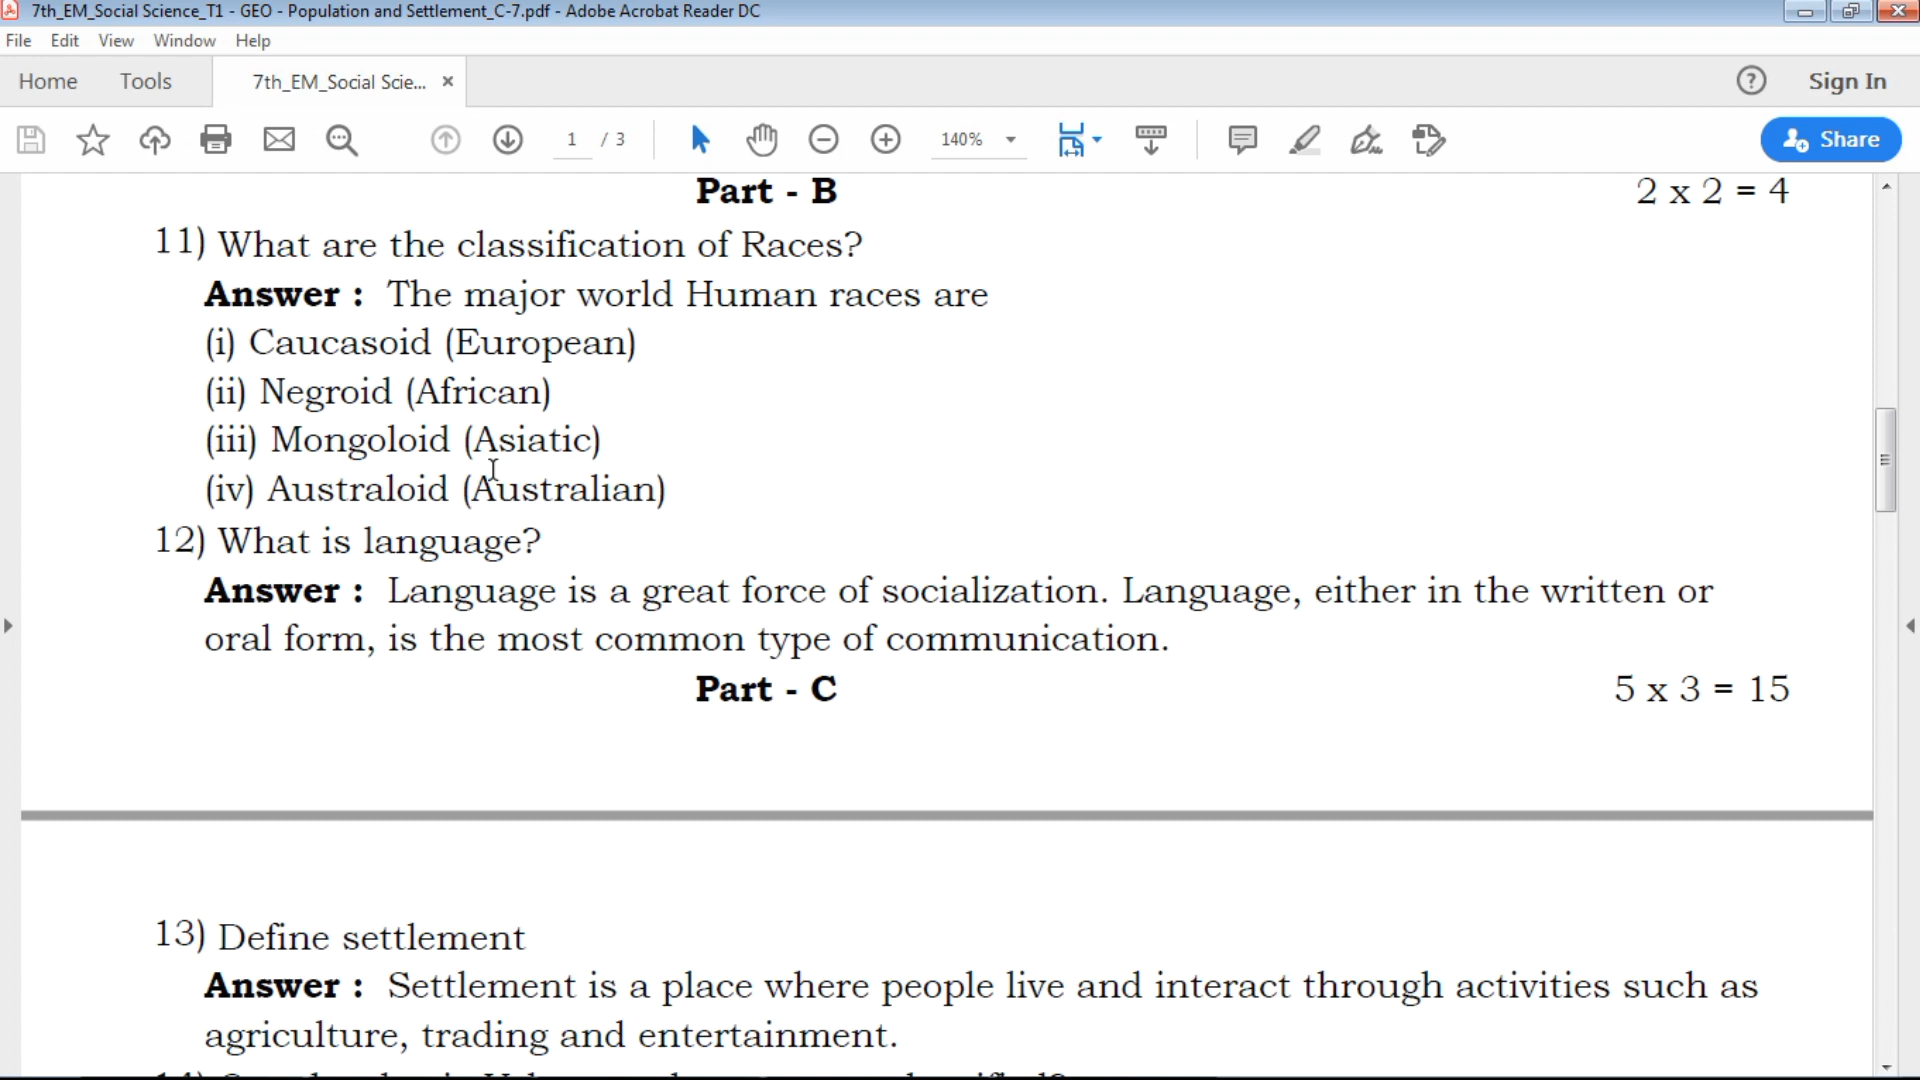 7th_EM_Social Science_T1 - GEO - Population and Settlement_C-7.pdf - Adobe Acrobat Reader DC
File Edit View Window Help
Home Tools 7th_EM_Social Scie... Sign In
1 / 3 140% Share
Part - B 2 x 2 = 4
11) What are the classification of Races?
Answer : The major world Human races are
(i) Caucasoid (European)
(ii) Negroid (African)
(iii) Mongoloid (Asiatic)
(iv) Australoid (Australian)
12) What is language?
Answer : Language is a great force of socialization. Language, either in the written or
oral form, is the most common type of communication.
Part - C 5 x 3 = 15
13) Define settlement
Answer : Settlement is a place where people live and interact through activities such as
agriculture, trading and entertainment.